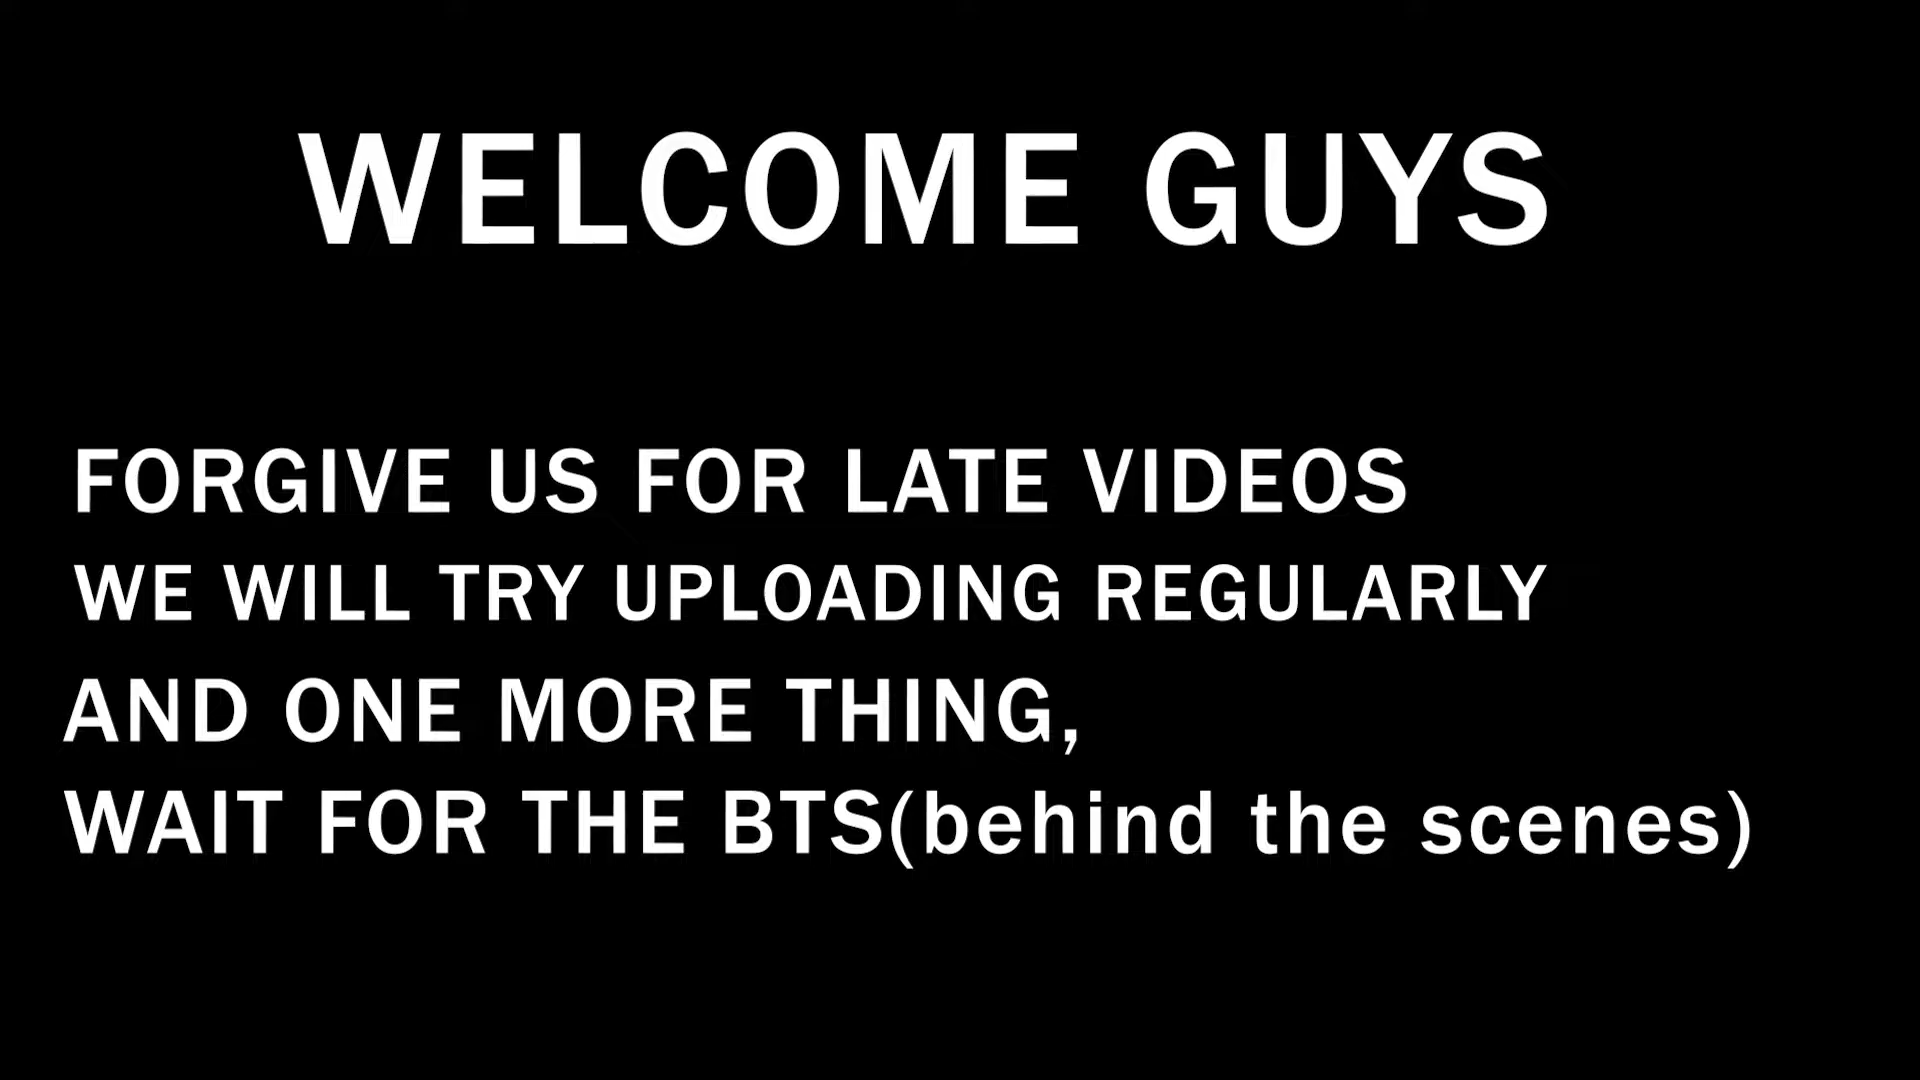 WELCOME GUYS
FORGIVE US FOR LATE VIDEOS
WE WILL TRY UPLOADING REGULARLY
AND ONE MORE THING,
WAIT FOR THE BTS(behind the scenes)